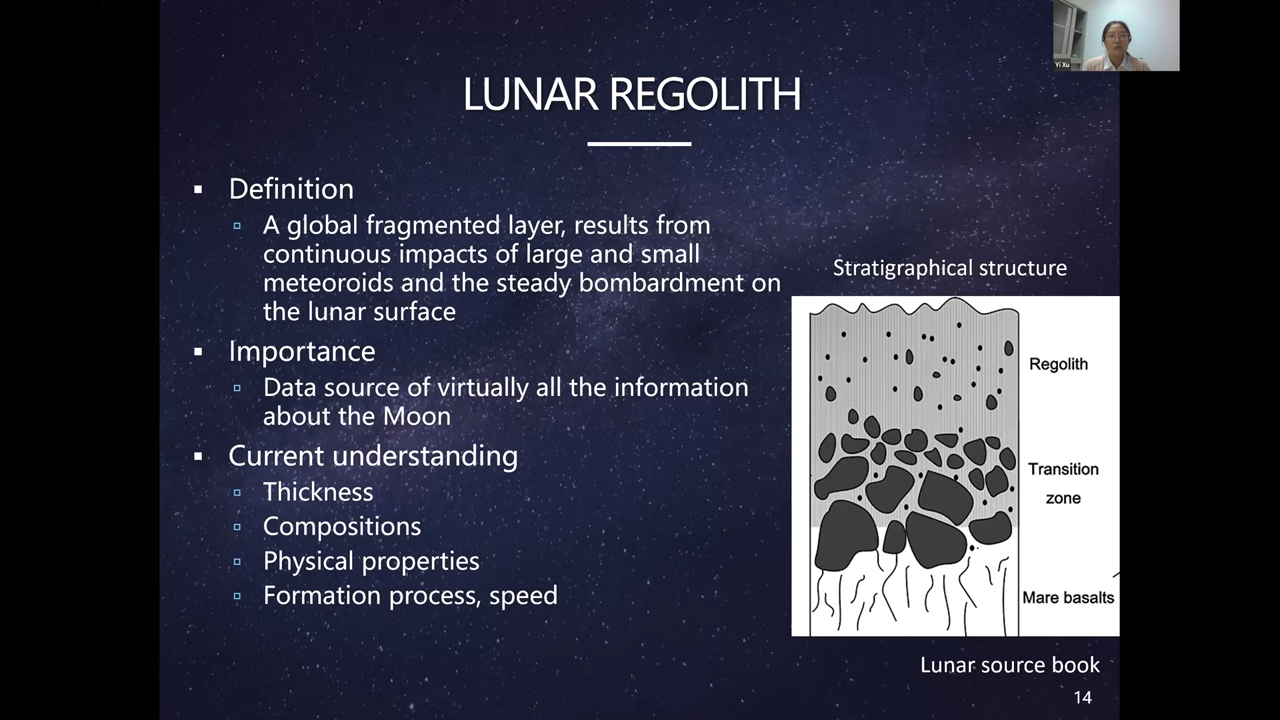 Yi Xu
LUNAR REGOLITH
Definition
A global fragmented layer, results from
continuous impacts of large and small
meteoroids and the steady bombardment on
the lunar surface
Importance
Data source of virtually all the information
about the Moon
Current understanding
Thickness
Compositions
Physical properties
Formation process, speed
Stratigraphical structure
Regolith
Transition
zone
Mare basalts
Lunar source book
14